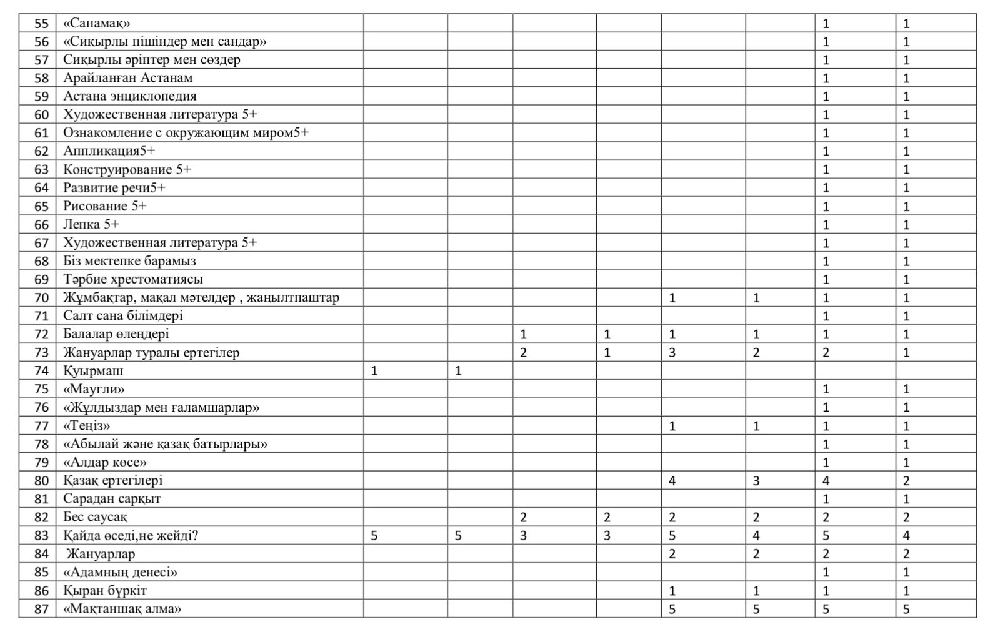 55 «Санамақ» 1 1
56 «Сиқырлы пішіндер мен сандар» 1 1
57 Сиқырлы әріптер мен сөздер 1 1
58 Арайланған Астанам 1 1
59 Астана энциклопедия 1 1
60 Художественная литература 5+ 1 1
61 Ознакомление с окружающим миром5+ 1 1
62 Аппликация5+ 1 1
63 Конструирование 5+ 1 1
64 Развитие речи5+ 1 1
65 Рисование 5+ 1 1
66 Лепка 5+ 1 1
67 Художественная литература 5+ 1 1
68 Біз мектепке барамыз 1 1
69 Тәрбие хрестоматиясы 1 1
70 Жұмбақтар, мақал мәтелдер , жаңылтпаштар 1 1 1 1
71 Салт сана білімдері 1 1
72 Балалар өлеңдері 1 1 1 1 1 1
73 Жануарлар туралы ертегілер 2 1 3 2 2 1
74 Қуырмаш 1 1
75 «Маугли» 1 1
76 «Жұлдыздар мен ғаламшарлар» 1 1
77 «Теңіз» 1 1 1 1
78 «Абылай және қазақ батырлары» 1 1
79 «Алдар көсе» 1 1
80 Қазақ ертегілері 4 3 4 2
81 Сарадан сарқыт 1 1
82 Бес саусақ 2 2 2 2 2 2
83 Қайда өседі,не жейді? 5 5 3 3 5 4 5 4
84 Жануарлар 2 2 2 2
85 «Адамның денесі» 1 1
86 Қыран бүркіт 1 1 1 1
87 «Мақтаншақ алма» 5 5 5 5